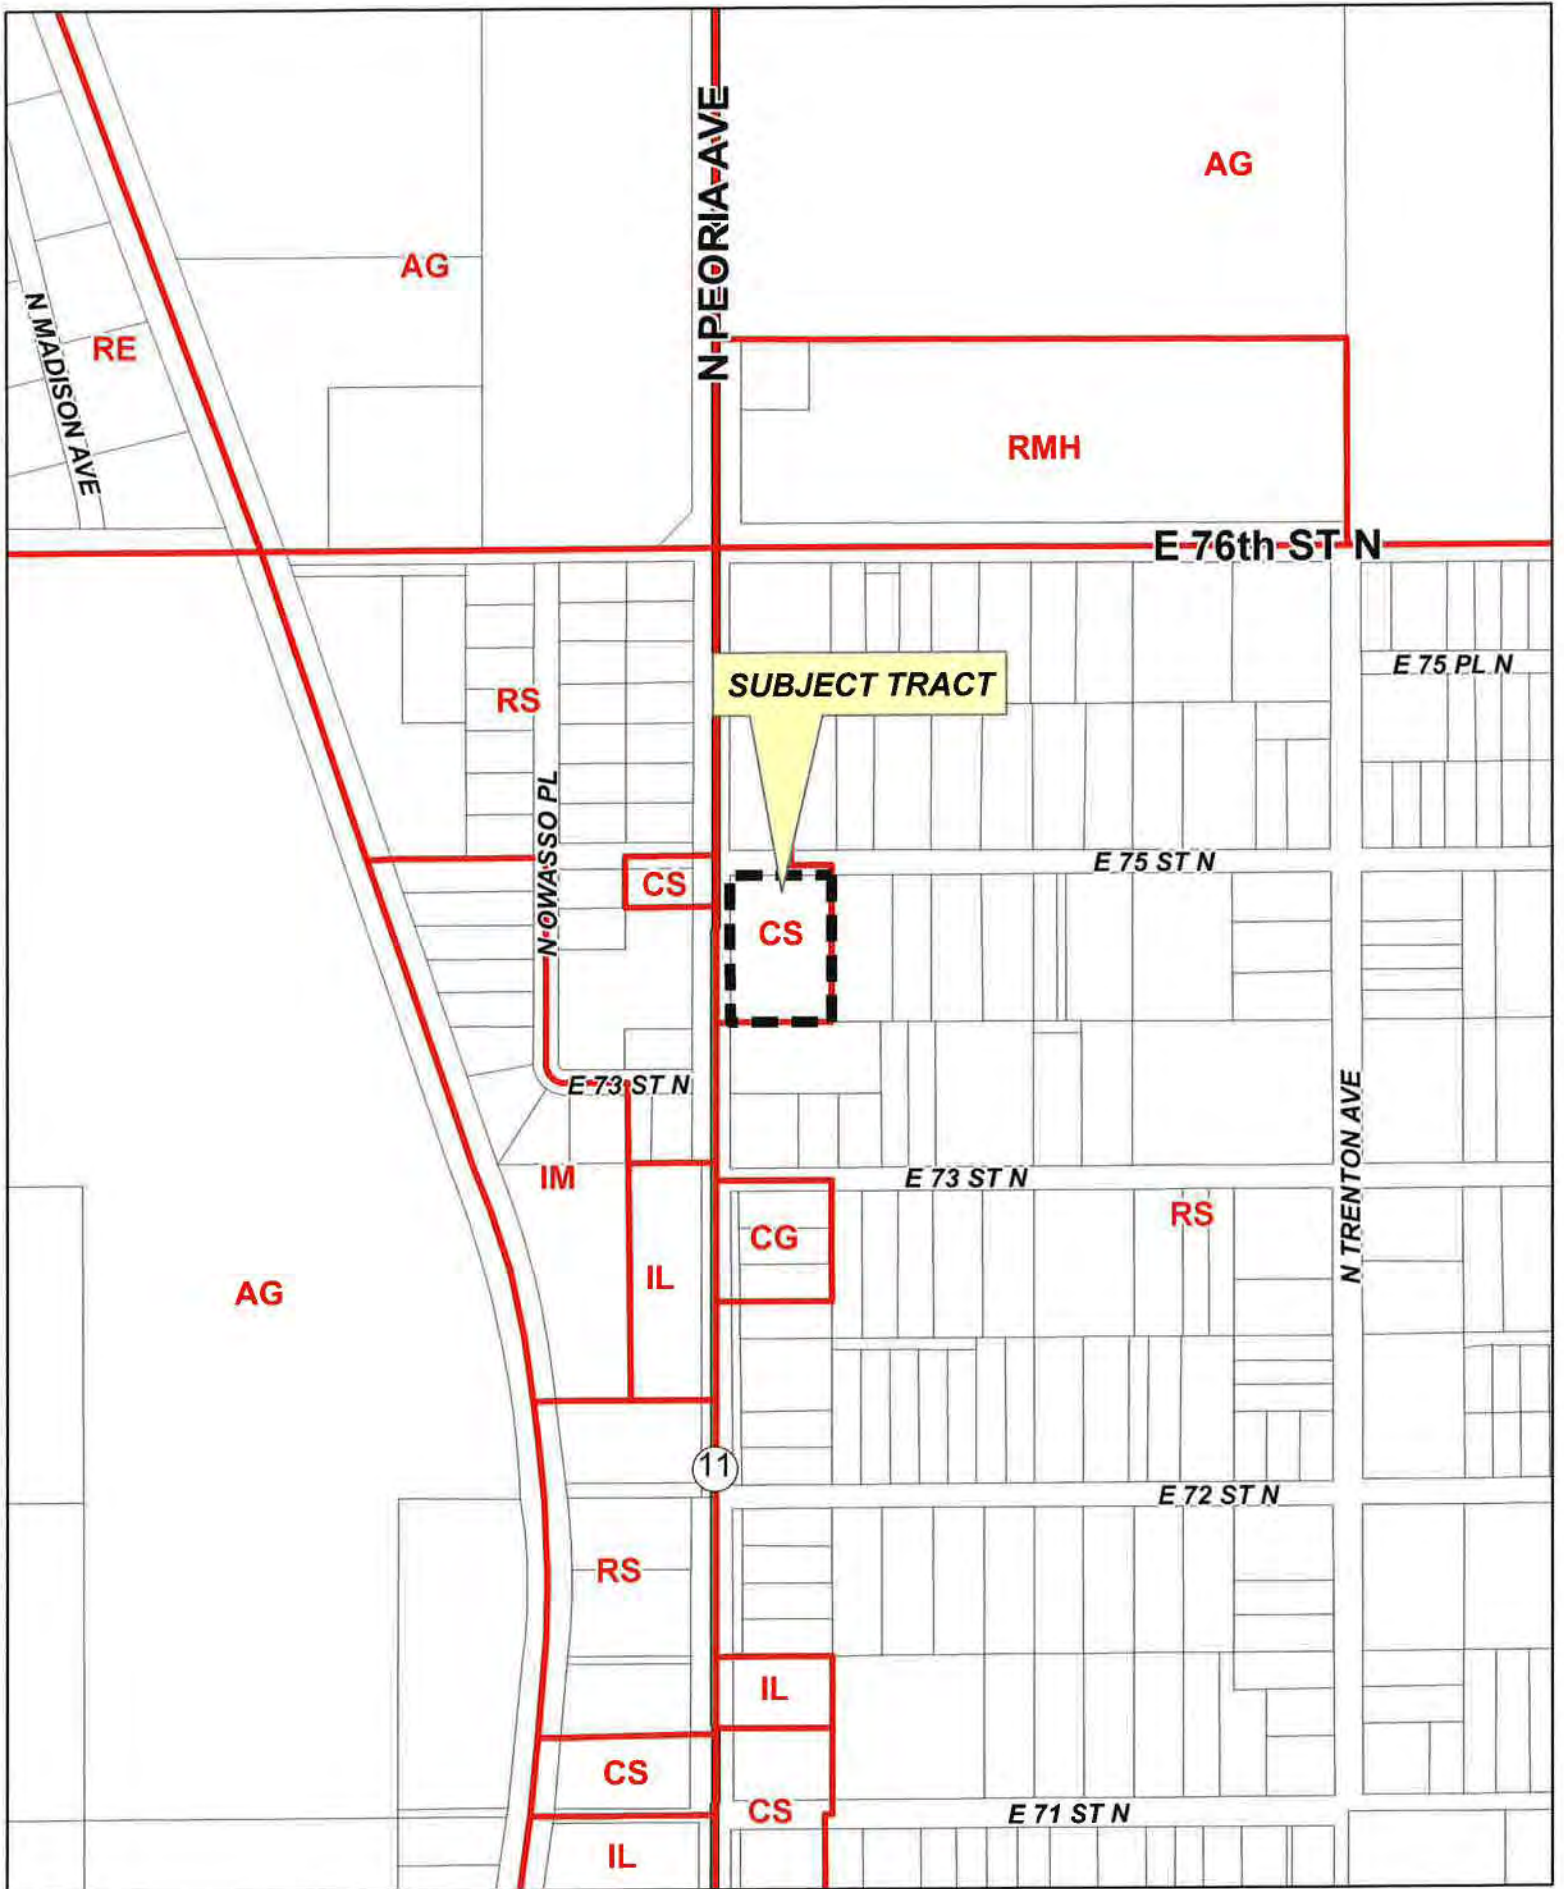 N PEORIA AVE
AG
AG
N MADISON AVE
RE
RMH
E 76th ST N
E 75 PL N
SUBJECT TRACT
RS
N OWASSO PL
E 75 ST N
CS
CS
E 73 ST N
N TRENTON AVE
IM
E 73 ST N
RS
CG
IL
AG
11
E 72 ST N
RS
IL
CS
CS
E 71 ST N
IL